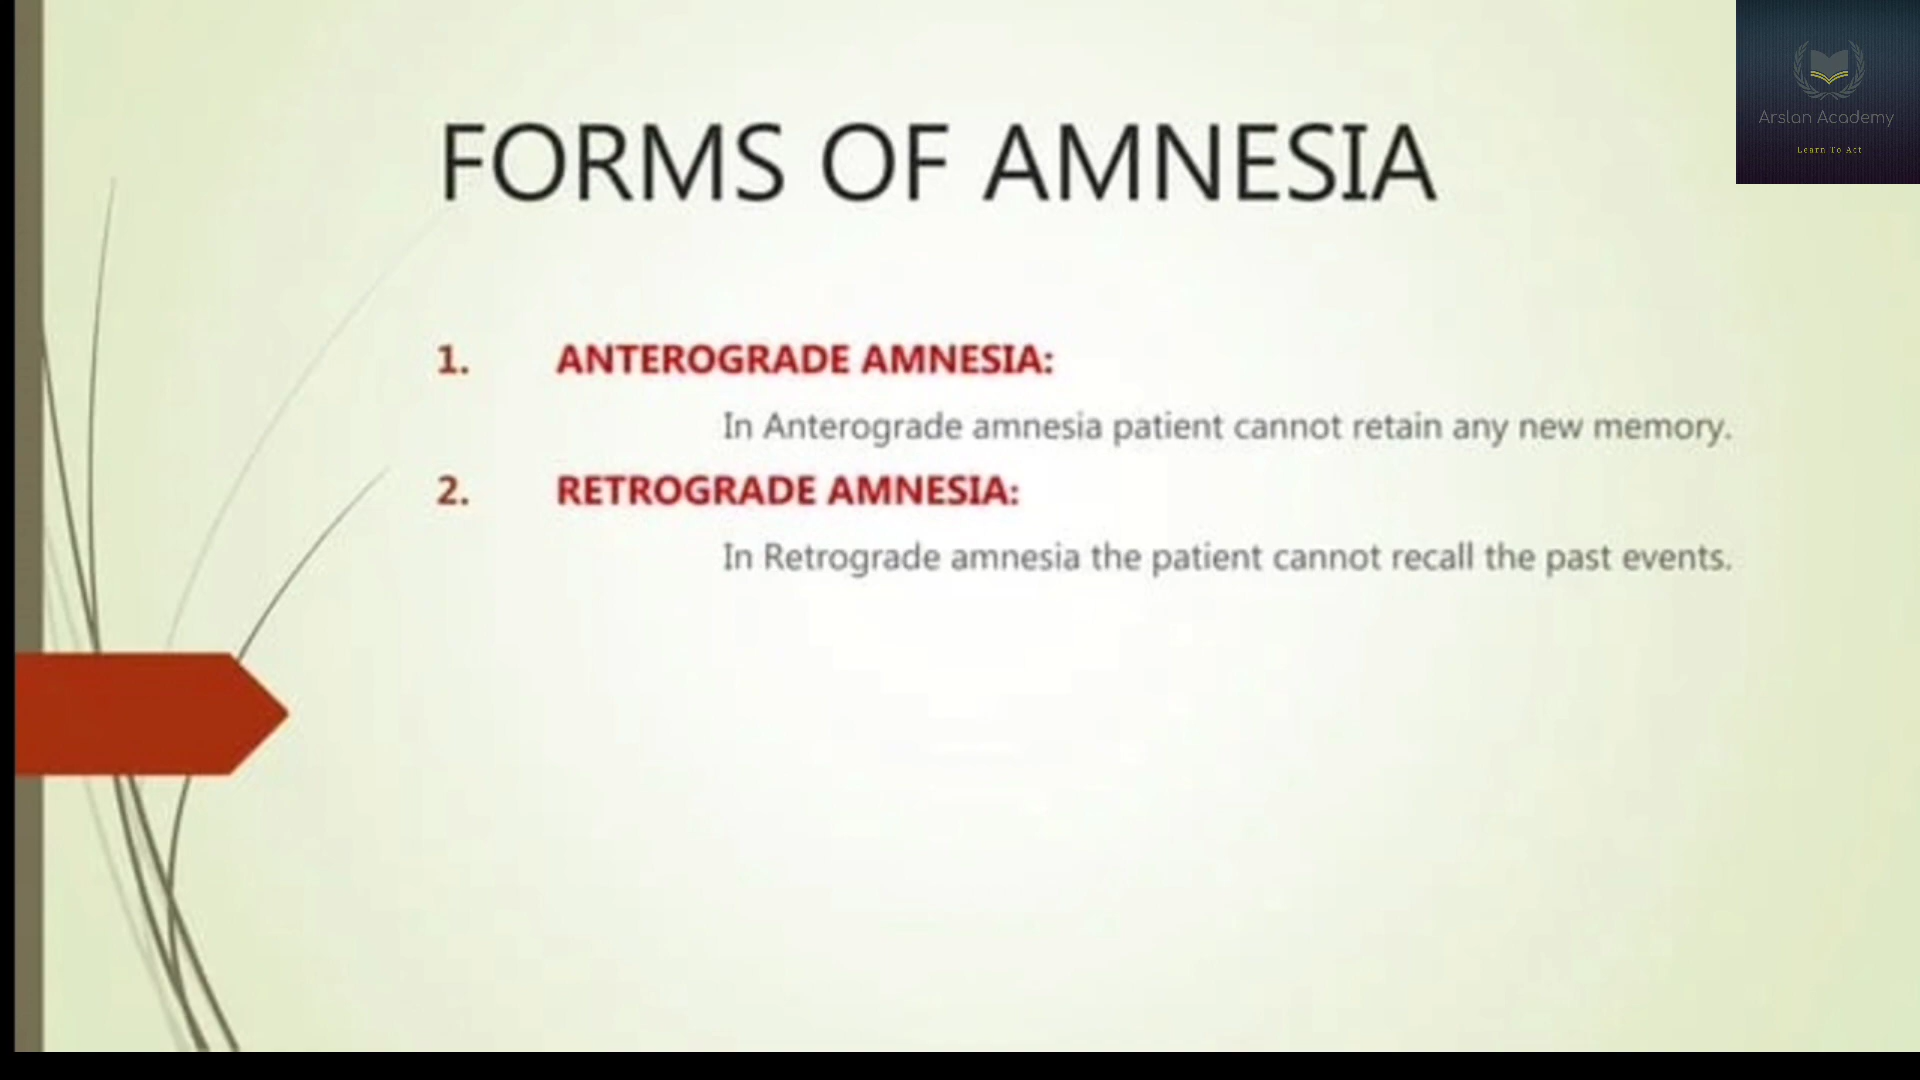 Arslan Academy
Learn To Act
FORMS OF AMNESIA
1. ANTEROGRADE AMNESIA:
In Anterograde amnesia patient cannot retain any new memory.
2. RETROGRADE AMNESIA:
In Retrograde amnesia the patient cannot recall the past events.